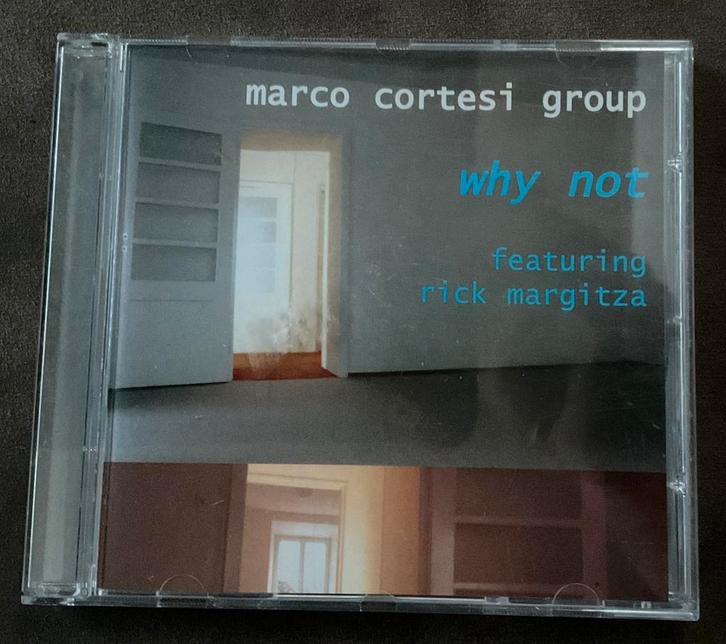 marco cortesi group
why not
featuring
rick margitza